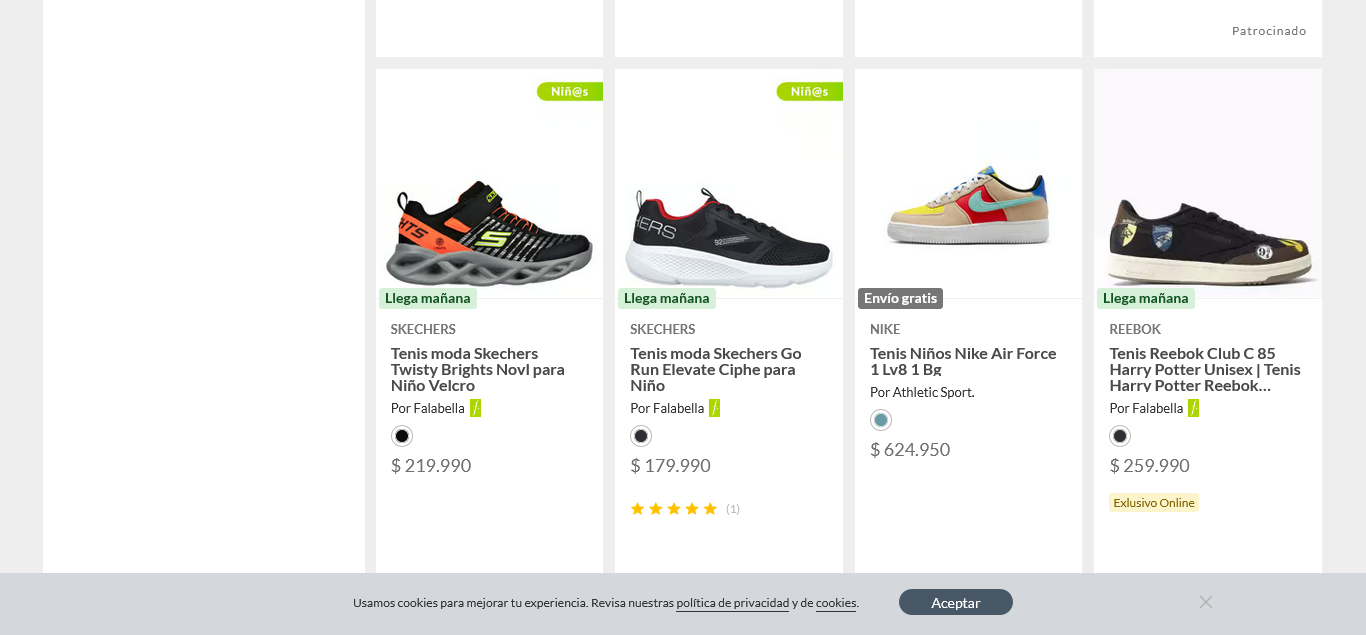 Patrocinado
Niñ@s
Llega mañana
SKECHERS
Tenis moda Skechers
Twisty Brights Novl para
Niño Velcro
Por Falabella
$ 219.990
Niñ@s
Llega mañana
SKECHERS
Tenis moda Skechers Go
Run Elevate Ciphe para
Niño
Por Falabella
$ 179.990
(1)
Envío gratis
NIKE
Tenis Niños Nike Air Force
1 Lv8 1 Bg
Por Athletic Sport.
$ 624.950
Llega mañana
REEBOK
Tenis Reebok Club C 85
Harry Potter Unisex | Tenis
Harry Potter Reebok...
Por Falabella
$ 259.990
Exlusivo Online
Usamos cookies para mejorar tu experiencia. Revisa nuestras política de privacidad y de cookies.
Aceptar